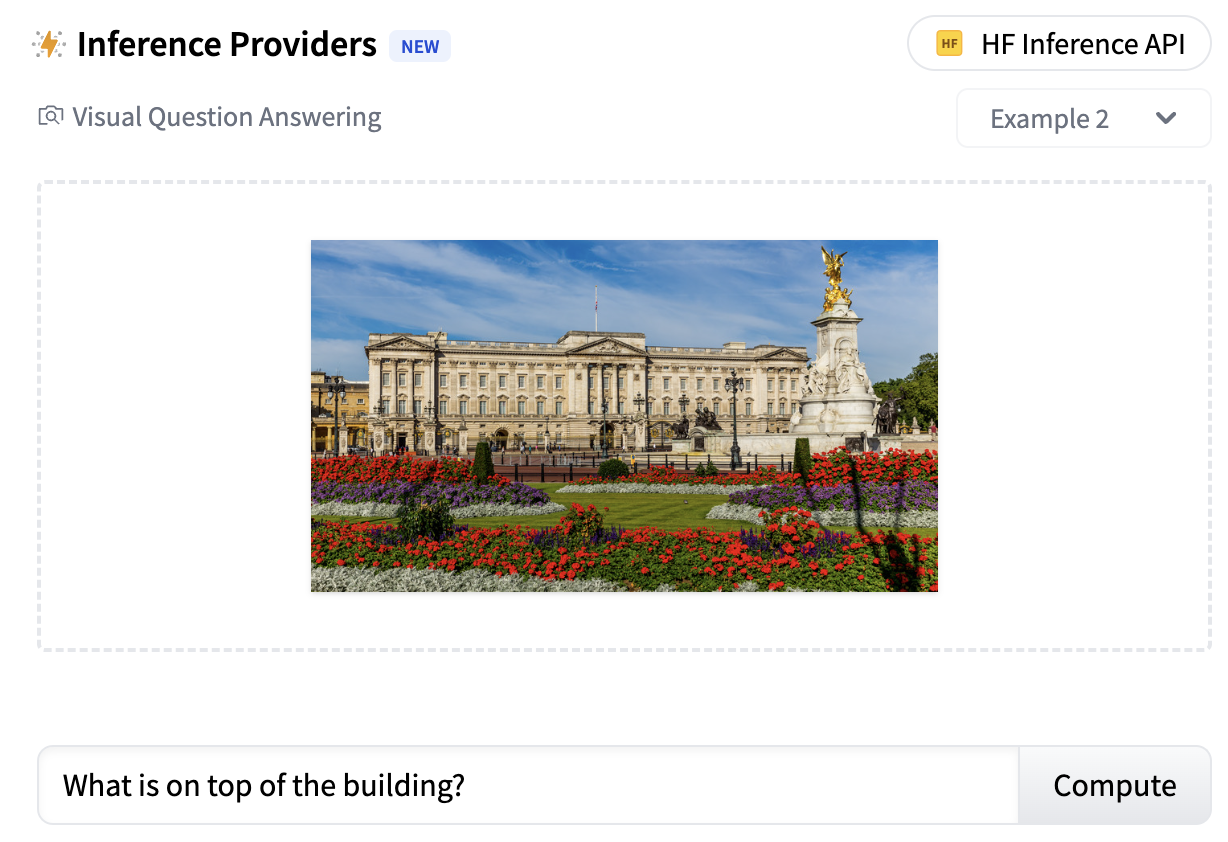 Inference Providers NEW
HF HF Inference API
Visual Question Answering
Example 2
What is on top of the building?
Compute